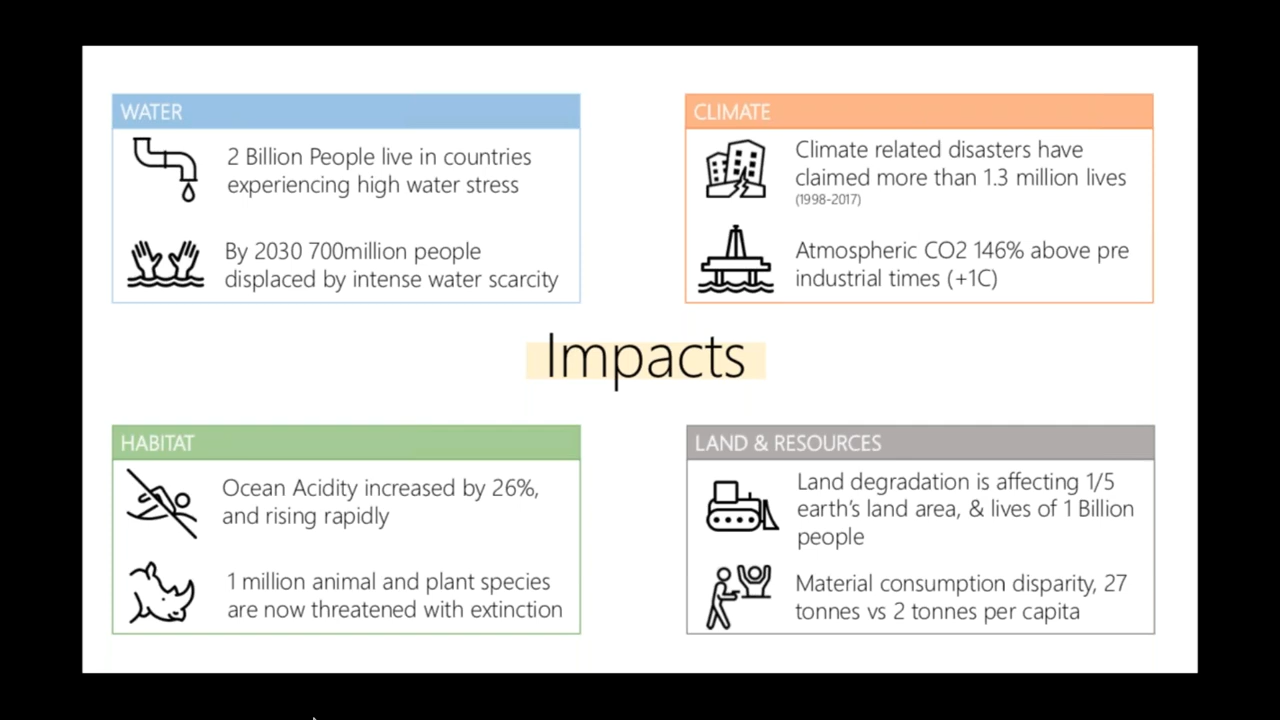 WATER
2 Billion People live in countries
experiencing high water stress
By 2030 700million people
displaced by intense water scarcity
CLIMATE
Climate related disasters have
claimed more than 1.3 million lives
(1998-2017)
Atmospheric CO2 146% above pre
industrial times (+1C)
Impacts
HABITAT
Ocean Acidity increased by 26%,
and rising rapidly
1 million animal and plant species
are now threatened with extinction
LAND & RESOURCES
Land degradation is affecting 1/5
earth's land area, & lives of 1 Billion
people
Material consumption disparity, 27
tonnes vs 2 tonnes per capita